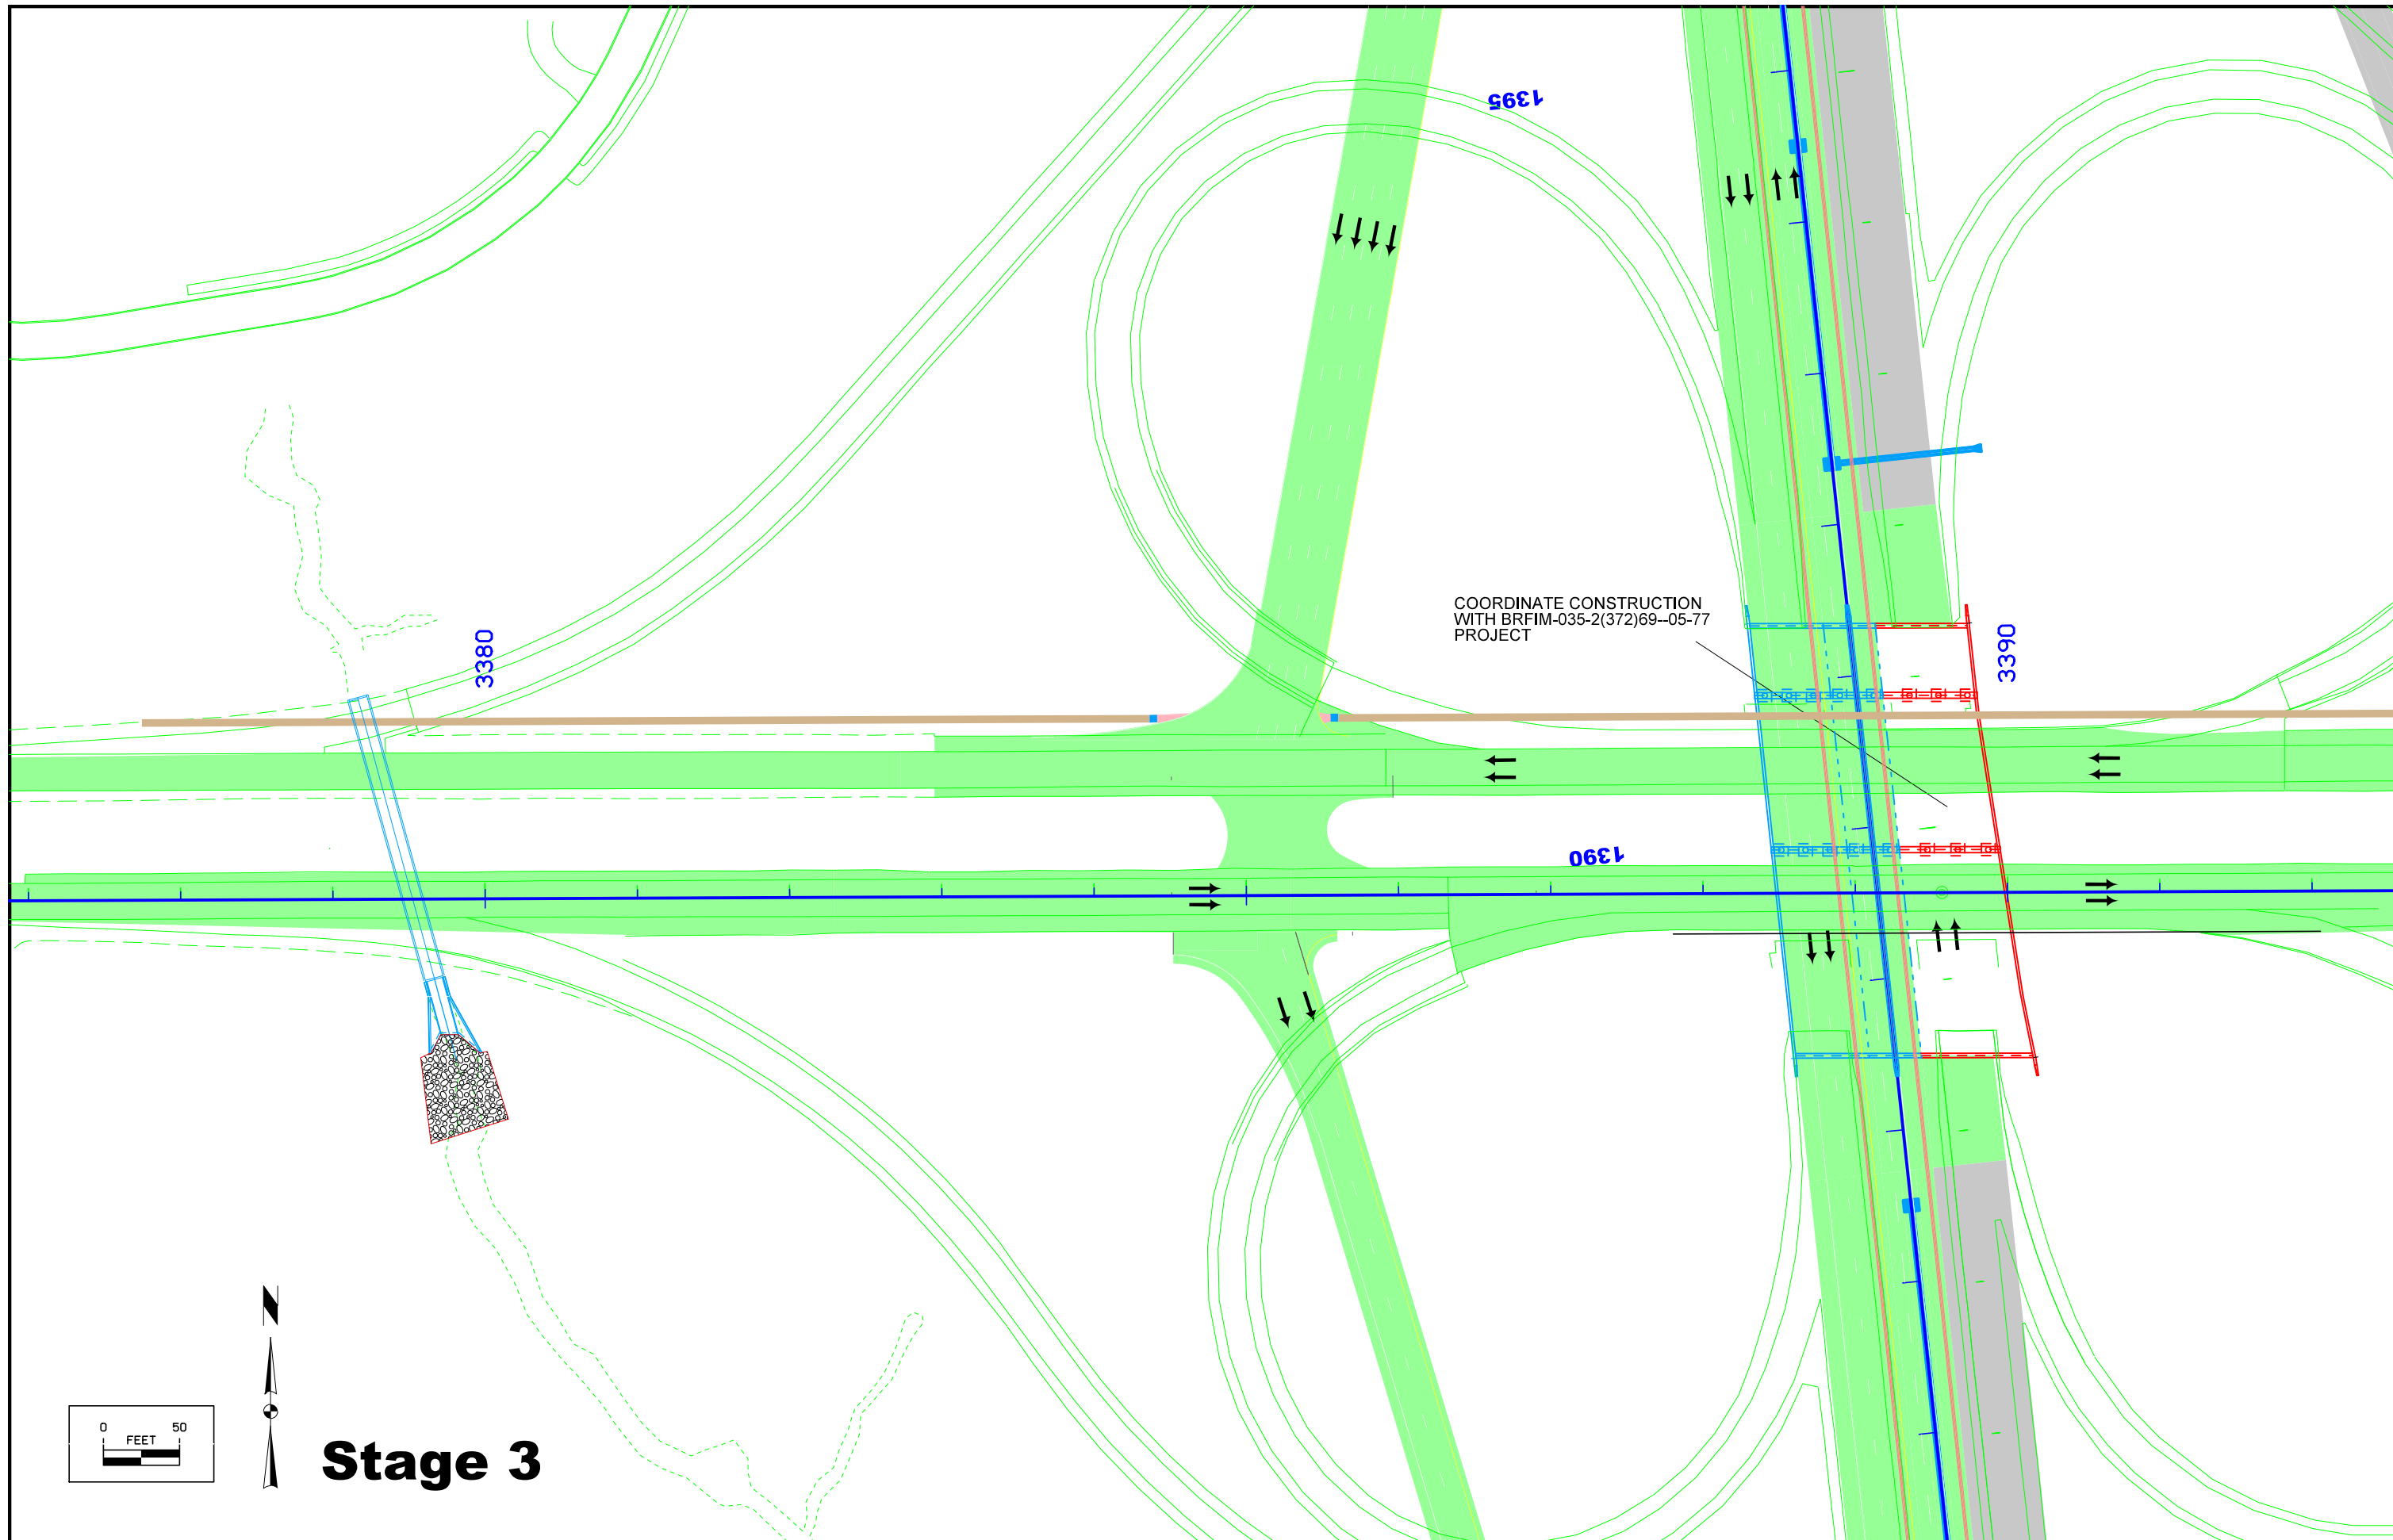 1395
COORDINATE CONSTRUCTION
WITH BRFIM-035-2(372)69--05-77
PROJECT
3380
3390
1390
N
0 50
FEET
Stage 3